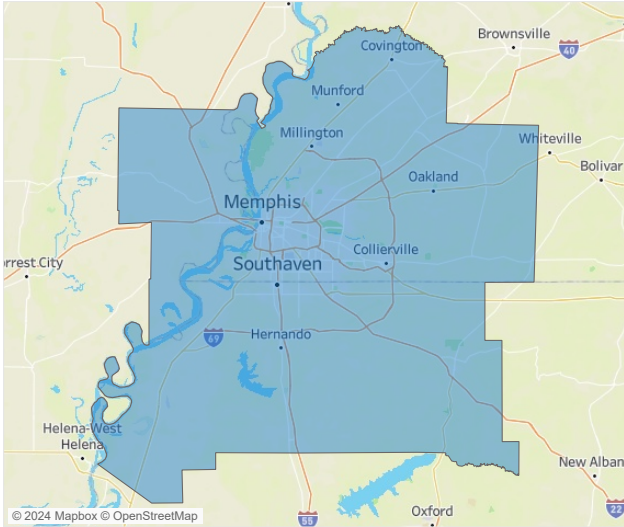 Covington
Brownsville
40
Munford
Millington
Whiteville
Bolivar
Oakland
Memphis
Collierville
Southaven
rrest City
69
Hernando
Helena-West
Helena
New Alban
Oxford
22
55
© 2024 Mapbox © OpenStreetMap